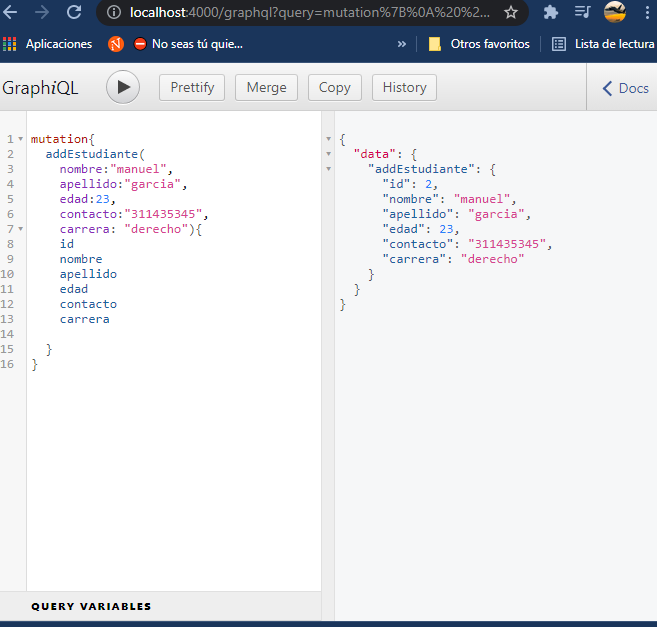 localhost:4000/graphql?query=mutation%7B%0A%20%2...
Aplicaciones
N
No seas tú quie...
»
Otros favoritos
Lista de lectura
GraphiQL
Prettify
Merge
Copy
History
Docs
1 mutation{
2 addEstudiante(
3 nombre:"manuel",
4 apellido:"garcia",
5 edad:23,
6 contacto:"311435345",
7 carrera: "derecho"){
8 id
9 nombre
10 apellido
11 edad
12 contacto
13 carrera
14
15 }
16 }
{
"data": {
"addEstudiante": {
"id": 2,
"nombre": "manuel",
"apellido": "garcia",
"edad": 23,
"contacto": "311435345",
"carrera": "derecho"
}
}
}
QUERY VARIABLES